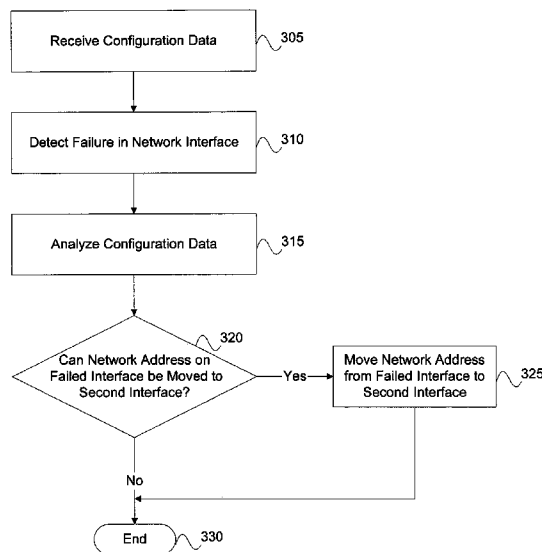 Receive Configuration Data
305
Detect Failure in Network Interface
310
Analyze Configuration Data
315
320
Can Network Address on
Failed Interface be Moved to
Second Interface?
Yes
Move Network Address
from Failed Interface to
Second Interface
325
No
End
330